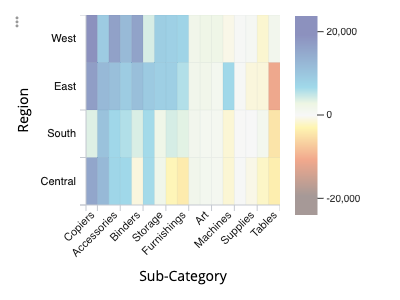 West
East
South
Central
Region
Copiers
Accessories
Binders
Storage
Furnishings
Art
Machines
Supplies
Tables
Sub-Category
20,000
0
-20,000